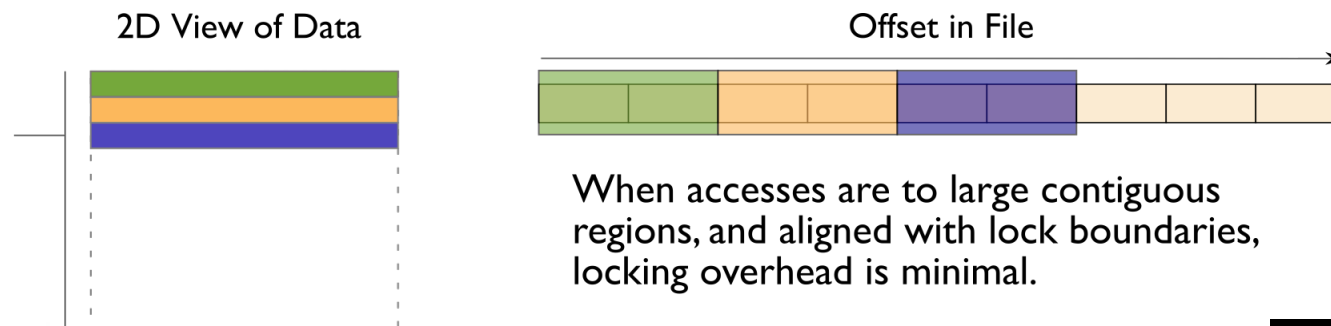 2D View of Data
Offset in File
When accesses are to large contiguous
regions, and aligned with lock boundaries,
locking overhead is minimal.